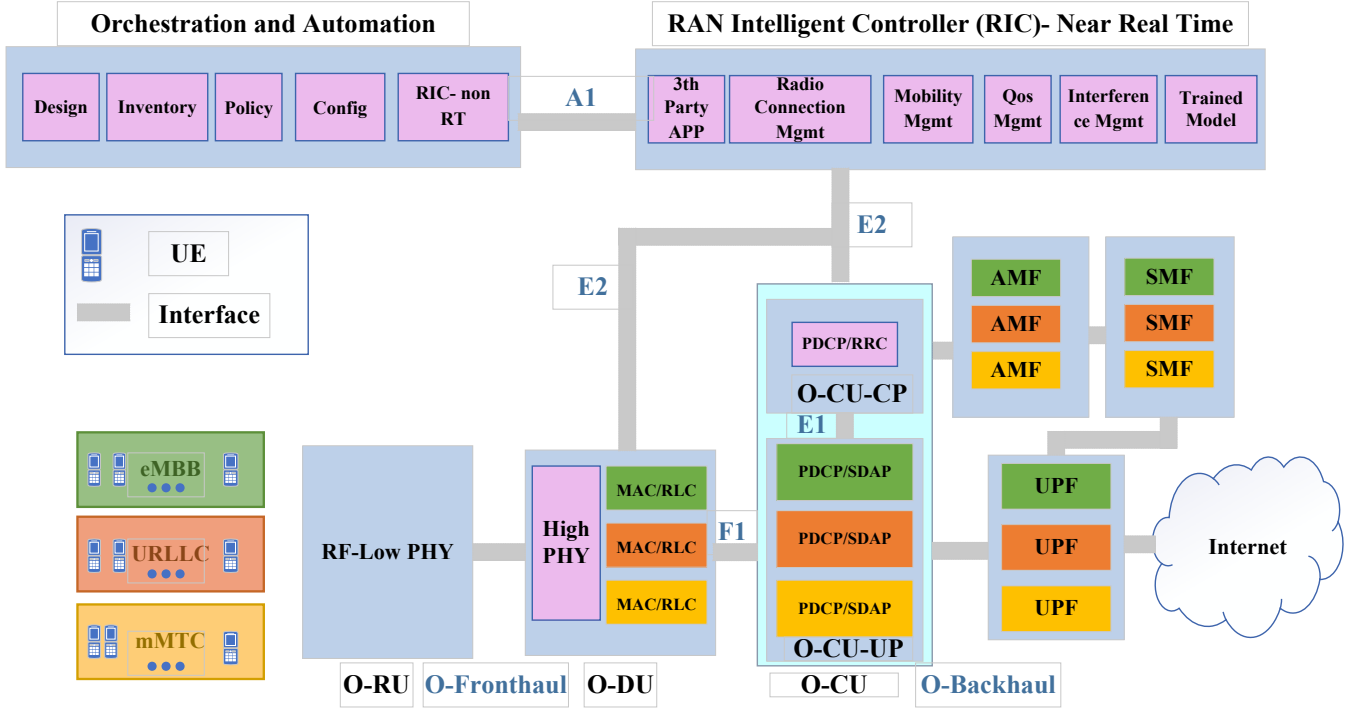 Orchestration and Automation
RAN Intelligent Controller (RIC)- Near Real Time
Design
Inventory
Policy
Config
RIC- non
RT
A1
3th
Party
APP
Radio
Connection
Mgmt
Mobility
Mgmt
Qos
Mgmt
Interferen
ce Mgmt
Trained
Model
UE
Interface
E2
E2
AMF
AMF
AMF
SMF
SMF
SMF
PDCP/RRC
O-CU-CP
E1
eMBB
URLLC
mMTC
RF-Low PHY
High
PHY
MAC/RLC
MAC/RLC
MAC/RLC
F1
PDCP/SDAP
PDCP/SDAP
PDCP/SDAP
O-CU-UP
UPF
UPF
UPF
Internet
O-RU
O-Fronthaul
O-DU
O-CU
O-Backhaul